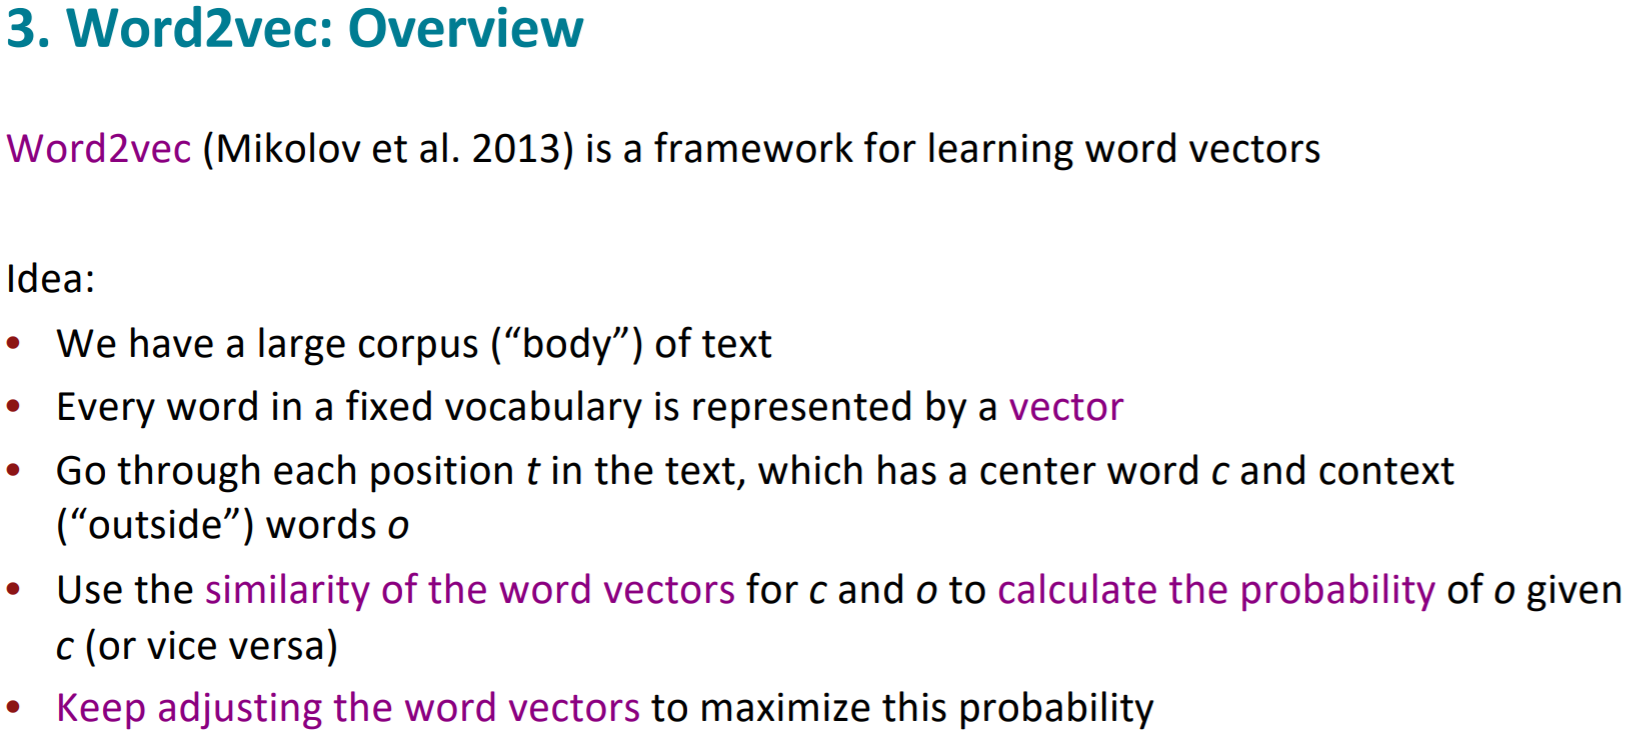 3. Word2vec: Overview
Word2vec (Mikolov et al. 2013) is a framework for learning word vectors
Idea:
• We have a large corpus (“body”) of text
• Every word in a fixed vocabulary is represented by a vector
• Go through each position t in the text, which has a center word c and context
(“outside”) words o
• Use the similarity of the word vectors for c and o to calculate the probability of o given
c (or vice versa)
• Keep adjusting the word vectors to maximize this probability